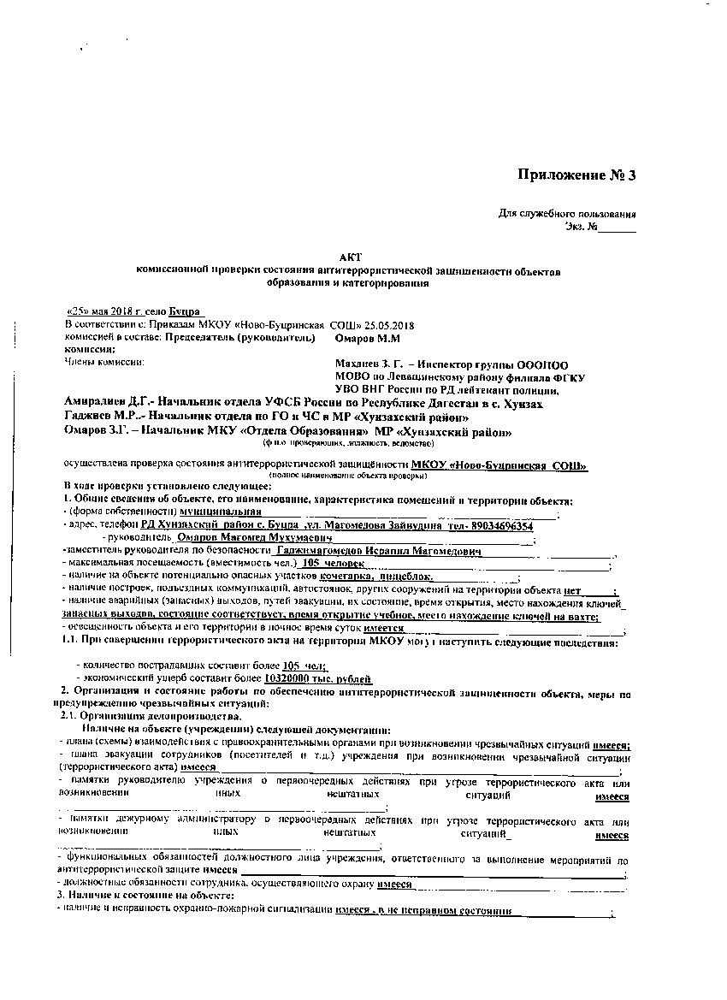 Приложение № 3
Для служебного пользования
Экз. №_______
АКТ
комиссионной проверки состояния антитеррористической защищенности объектов
образования и категорирования
«25» мая 2018 г. село Буцра
В соответствии с: Приказам МКОУ «Ново-Буцринская СОШ» 25.05.2018
комиссией в составе: Председатель (руководитель) Омаров М.М
комиссии:
Члены комиссии: Махдиев З. Г. – Инспектор группы ОООПОО
МОВО по Левашинскому району филиала ФГКУ
УВО ВНГ России по РД лейтенант полиции.
Амиралиев Д.Г.- Начальник отдела УФСБ России по Республике Дагестан в с. Хунзах
Гаджиев М.Р..- Начальник отдела по ГО и ЧС в МР «Хунзахский район»
Омаров З.Г. – Начальник МКУ «Отдела Образования» МР «Хунзахский район»
(ф и.о проверяющих, должность, ведомство)
осуществлена проверка состояния антитеррористической защищённости МКОУ «Ново-Буцринская СОШ»
(полное наименование объекта проверки)
В ходе проверки установлено следующее:
1. Общие сведения об объекте, его наименование, характеристика помещений и территории объекта:
- (форма собственности) муниципальная ;
- адрес, телефон РД Хунзахский район с. Буцра ,ул. Магомедова Зайнудина тел- 89034696354
- руководитель Омаров Магомед Мухумаевич ;
-заместитель руководителя по безопасности Гаджимагомедов Исрапил Магомедович ,
- максимальная посещаемость (вместимость чел.) 105 человек ;
- наличие на объекте потенциально опасных участков кочегарка, пищеблок. ;
- наличие построек, подъездных коммуникаций, автостоянок, других сооружений на территории объекта нет ;
- наличие аварийных (запасных) выходов, путей эвакуации, их состояние, время открытия, место нахождения ключей
запасных выходов, состояние соответствует, время открытие учебное, место нахождение ключей на вахте;
- освещенность объекта и его территории в ночное время суток имеется ;
1.1. При совершении террористического акта на территория МКОУ могут наступить следующие последствия:
- количество пострадавших составит более 105 чел;
- экономический ущерб составит более 10320000 тыс. рублей
2. Организация и состояние работы по обеспечению антитеррористической защищенности объекта, меры по
предупреждению чрезвычайных ситуаций:
2.1. Организация делопроизводства.
Наличие на объекте (учреждении) следующей документации:
- плана (схемы) взаимодействия с правоохранительными органами при возникновении чрезвычайных ситуаций имееся;
- плана эвакуации сотрудников (посетителей и т.д.) учреждения при возникновении чрезвычайной ситуации
(террористического акта) имееся ;
- памятки руководителю учреждения о первоочередных действиях при угрозе террористического акта или
возникновении иных нештатных ситуаций имееся
;
- памятки дежурному администратору о первоочередных действиях при угрозе террористического акта или
возникновении иных нештатных ситуаций_ имееся
;
- функциональных обязанностей должностного лица учреждения, ответственного за выполнение мероприятий по
антитеррористической защите имееся ;
- должностные обязанности сотрудника, осуществляющего охрану имееся
3. Наличие и состояние на объекте:
- наличие и исправность охранно-пожарной сигнализации имееся , в не исправном состоянии ;